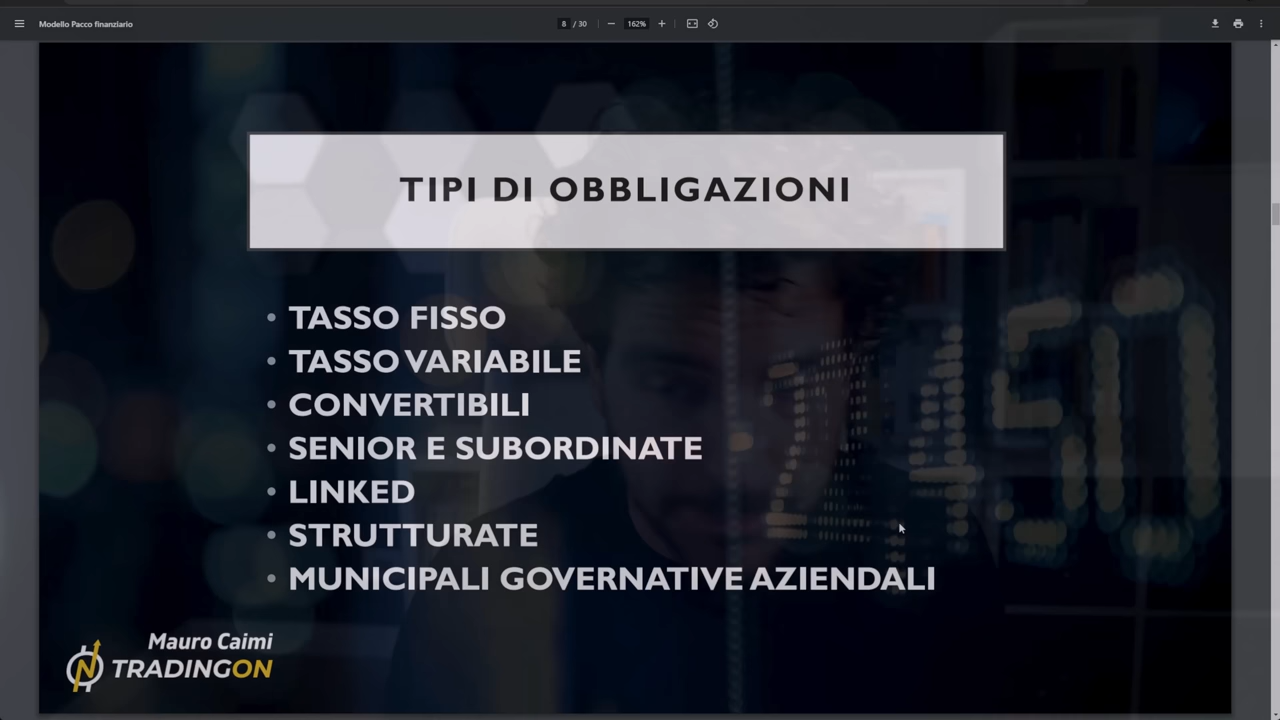 Modello Pacco finanziario
8 / 30
162%
TIPI DI OBBLIGAZIONI
• TASSO FISSO
• TASSO VARIABILE
• CONVERTIBILI
• SENIOR E SUBORDINATE
• LINKED
• STRUTTURATE
• MUNICIPALI GOVERNATIVE AZIENDALI
Mauro Caimi
TRADINGON